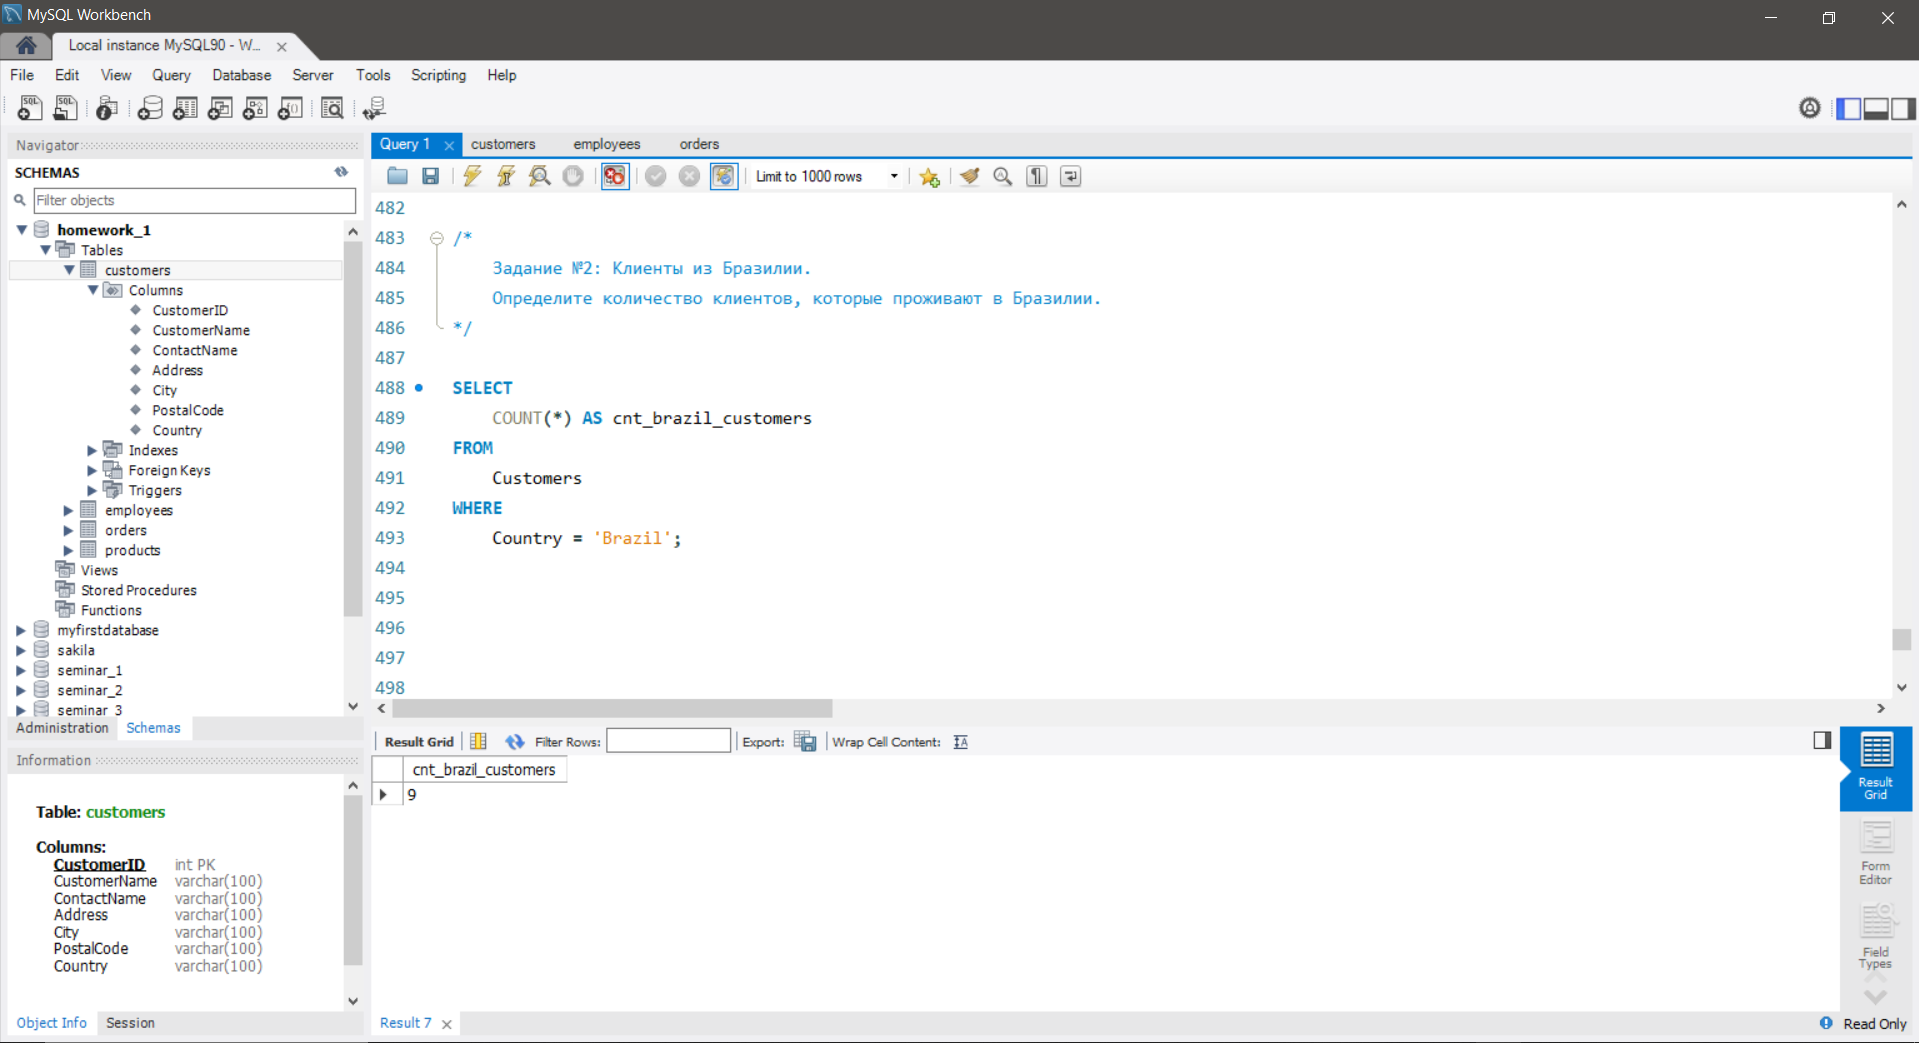 MySQL Workbench
Local instance MySQL90 - W...
File Edit View Query Database Server Tools Scripting Help
Navigator
SCHEMAS
Filter objects
homework_1
Tables
customers
Columns
CustomerID
CustomerName
ContactName
Address
City
PostalCode
Country
Indexes
Foreign Keys
Triggers
employees
orders
products
Views
Stored Procedures
Functions
myfirstdatabase
sakila
seminar_1
seminar_2
seminar_3
Administration Schemas
Information
Table: customers
Columns:
CustomerID int PK
CustomerName varchar(100)
ContactName varchar(100)
Address varchar(100)
City varchar(100)
PostalCode varchar(100)
Country varchar(100)
Object Info Session
Query 1 customers employees orders
Limit to 1000 rows
482
483 /*
484 Задание №2: Клиенты из Бразилии.
485 Определите количество клиентов, которые проживают в Бразилии.
486 */
487
488 SELECT
489 COUNT(*) AS cnt_brazil_customers
490 FROM
491 Customers
492 WHERE
493 Country = 'Brazil';
494
495
496
497
498
Result Grid Filter Rows: Export: Wrap Cell Content:
cnt_brazil_customers
9
Result
Grid
Form
Editor
Field
Types
Result 7
Read Only